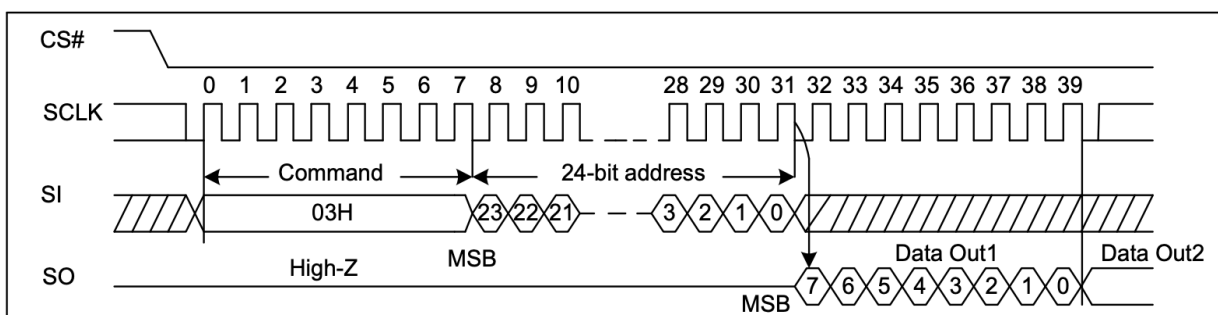 CS#
0 1 2 3 4 5 6 7 8 9 10 28 29 30 31 32 33 34 35 36 37 38 39
SCLK
Command 24-bit address
SI
03H 23 22 21 3 2 1 0
MSB Data Out1 Data Out2
SO High-Z
MSB 7 6 5 4 3 2 1 0